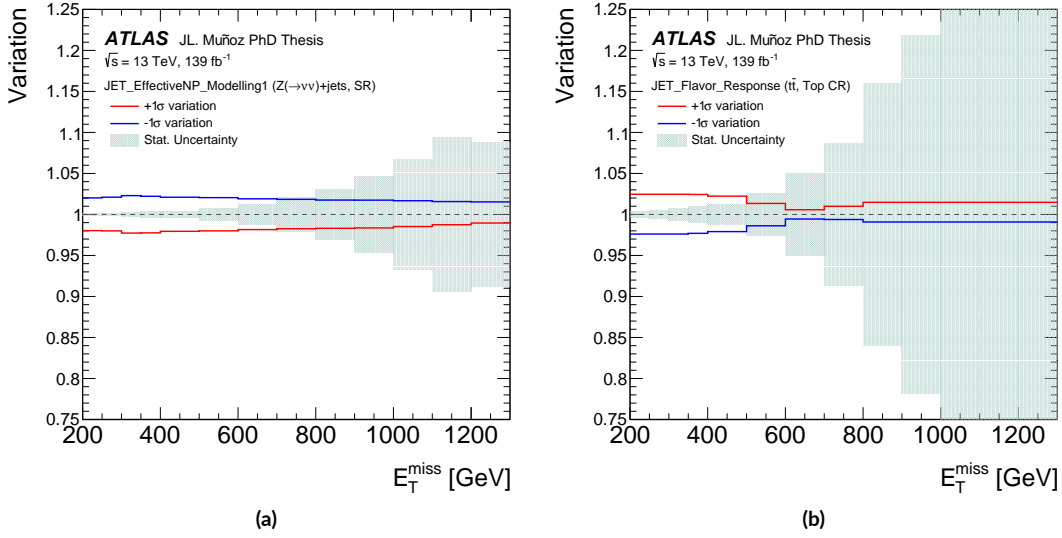 Variation
1.25
1.2
1.15
1.1
1.05
1
0.95
0.9
0.85
0.8
0.75
ATLAS JL. Muñoz PhD Thesis
√s = 13 TeV, 139 fb⁻¹
JET_EffectiveNP_Modelling1 (Z(→νν)+jets, SR)
+1σ variation
-1σ variation
Stat. Uncertainty
200 400 600 800 1000 1200
E_T^miss [GeV]
(a)
Variation
1.25
1.2
1.15
1.1
1.05
1
0.95
0.9
0.85
0.8
0.75
ATLAS JL. Muñoz PhD Thesis
√s = 13 TeV, 139 fb⁻¹
JET_Flavor_Response (tt̄, Top CR)
+1σ variation
-1σ variation
Stat. Uncertainty
200 400 600 800 1000 1200
E_T^miss [GeV]
(b)